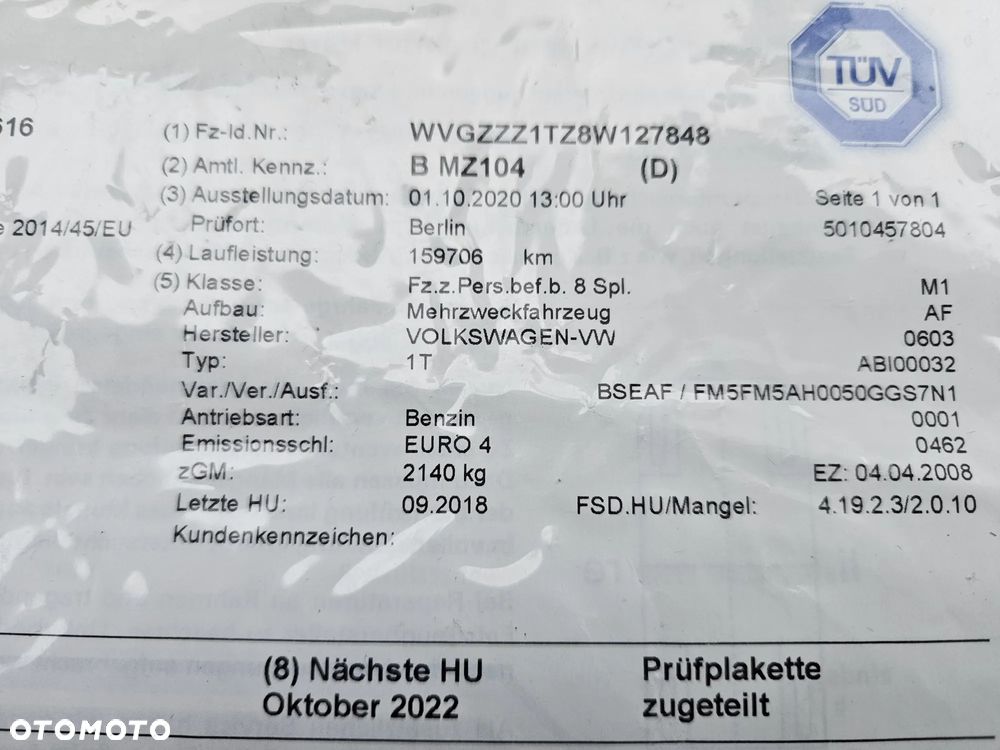 TÜV
SÜD
616
(1) Fz-Id.Nr.: WVGZZZ1TZ8W127848
(2) Amtl. Kennz.: B MZ104 (D)
(3) Ausstellungsdatum: 01.10.2020 13:00 Uhr Seite 1 von 1
e 2014/45/EU Prüfort: Berlin 5010457804
(4) Laufleistung: 159706 km
(5) Klasse: Fz.z.Pers.bef.b. 8 Spl. M1
Aufbau: Mehrzweckfahrzeug AF
Hersteller: VOLKSWAGEN-VW 0603
Typ: 1T ABI00032
Var./Ver./Ausf.: BSEAF / FM5FM5AH0050GGS7N1
Antriebsart: Benzin 0001
Emissionsschl: EURO 4 0462
zGM: 2140 kg EZ: 04.04.2008
Letzte HU: 09.2018 FSD.HU/Mangel: 4.19.2.3/2.0.10
Kundenkennzeichen:
(8) Nächste HU Prüfplakette
Oktober 2022 zugeteilt
OTOMOTO